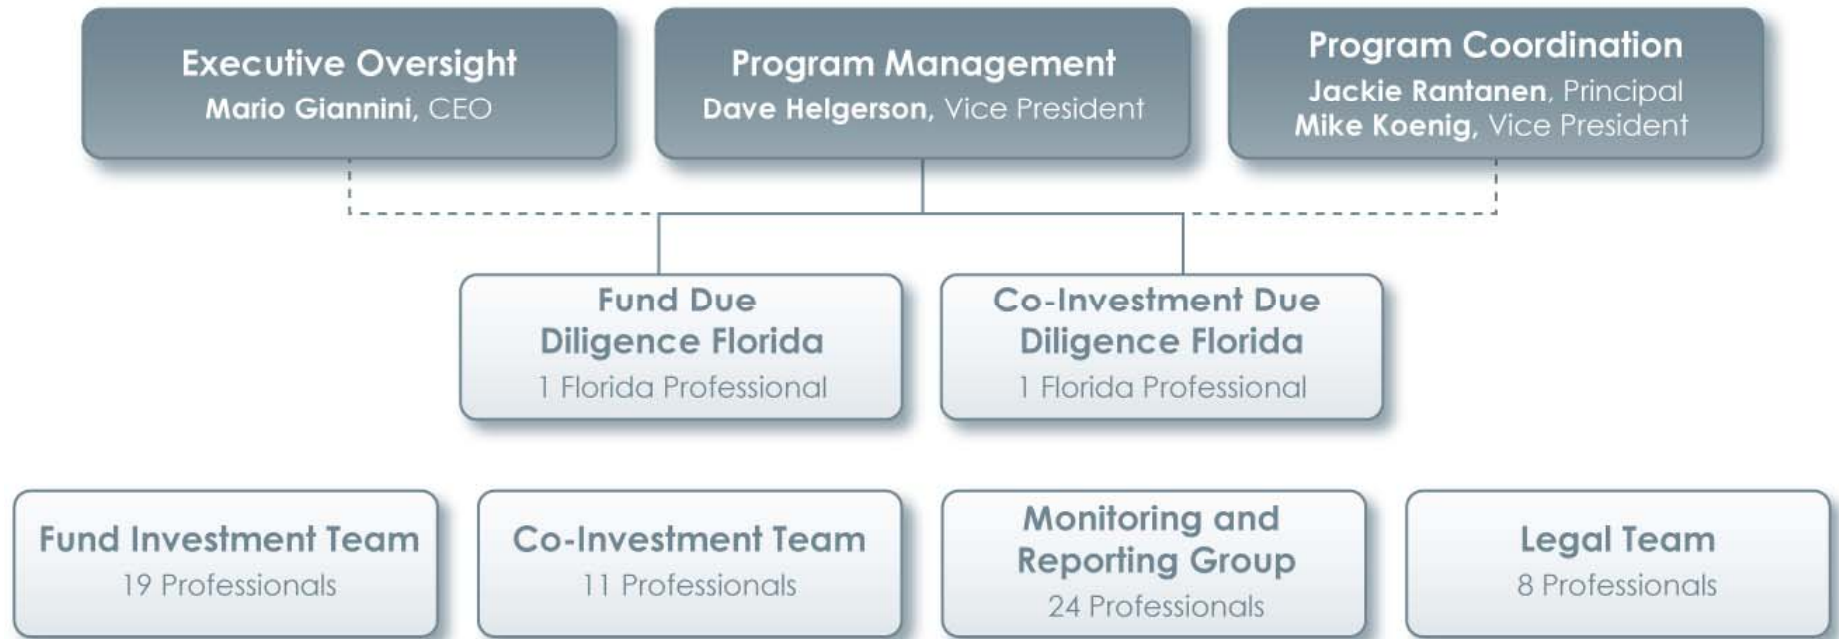 Executive Oversight
Mario Giannini, CEO
Program Management
Dave Helgerson, Vice President
Program Coordination
Jackie Rantanen, Principal
Mike Koenig, Vice President
Fund Due
Diligence Florida
1 Florida Professional
Co-Investment Due
Diligence Florida
1 Florida Professional
Fund Investment Team
19 Professionals
Co-Investment Team
11 Professionals
Monitoring and
Reporting Group
24 Professionals
Legal Team
8 Professionals